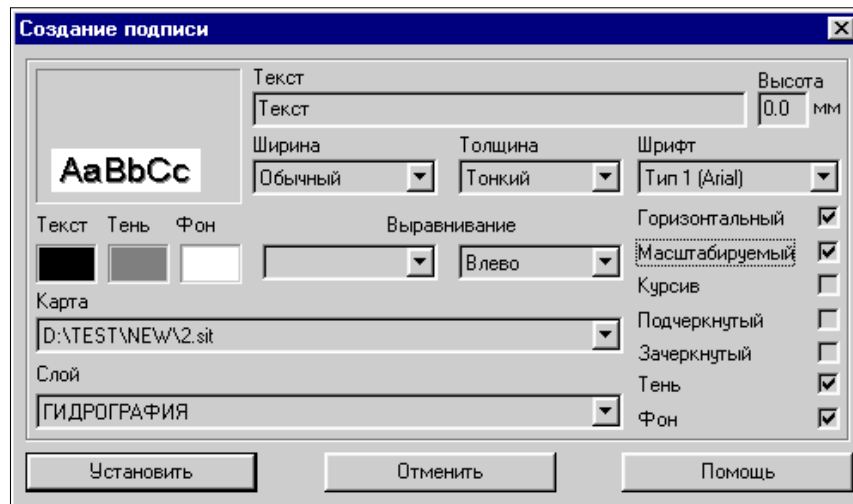 Создание подписи
Текст
Высота
Текст
0.0 мм
Ширина
Толщина
Шрифт
AaBbCc
Обычный
Тонкий
Тип 1 (Arial)
Текст Тень Фон
Выравнивание
Горизонтальный
Влево
Масштабируемый
Курсив
Карта
D:\TEST\NEW\2.sit
Подчеркнутый
Зачеркнутый
Слой
Тень
ГИДРОГРАФИЯ
Фон
Установить
Отменить
Помощь